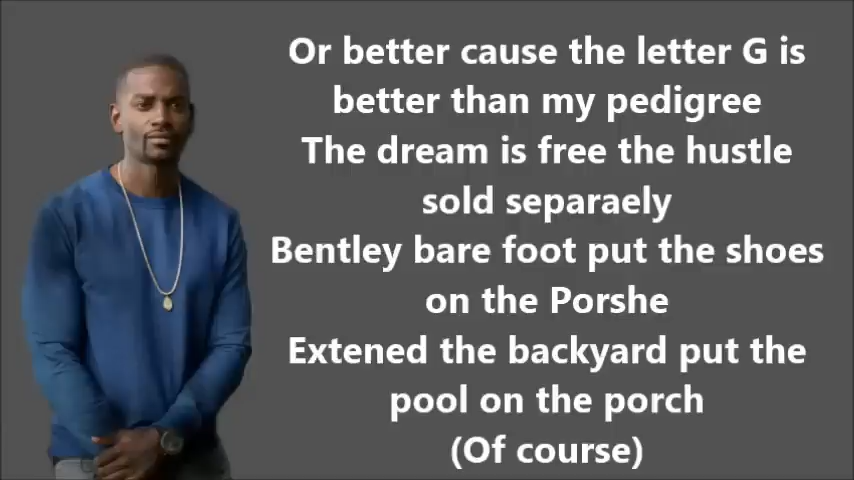 Or better cause the letter G is
better than my pedigree
The dream is free the hustle
sold separaely
Bentley bare foot put the shoes
on the Porshe
Extened the backyard put the
pool on the porch
(Of course)